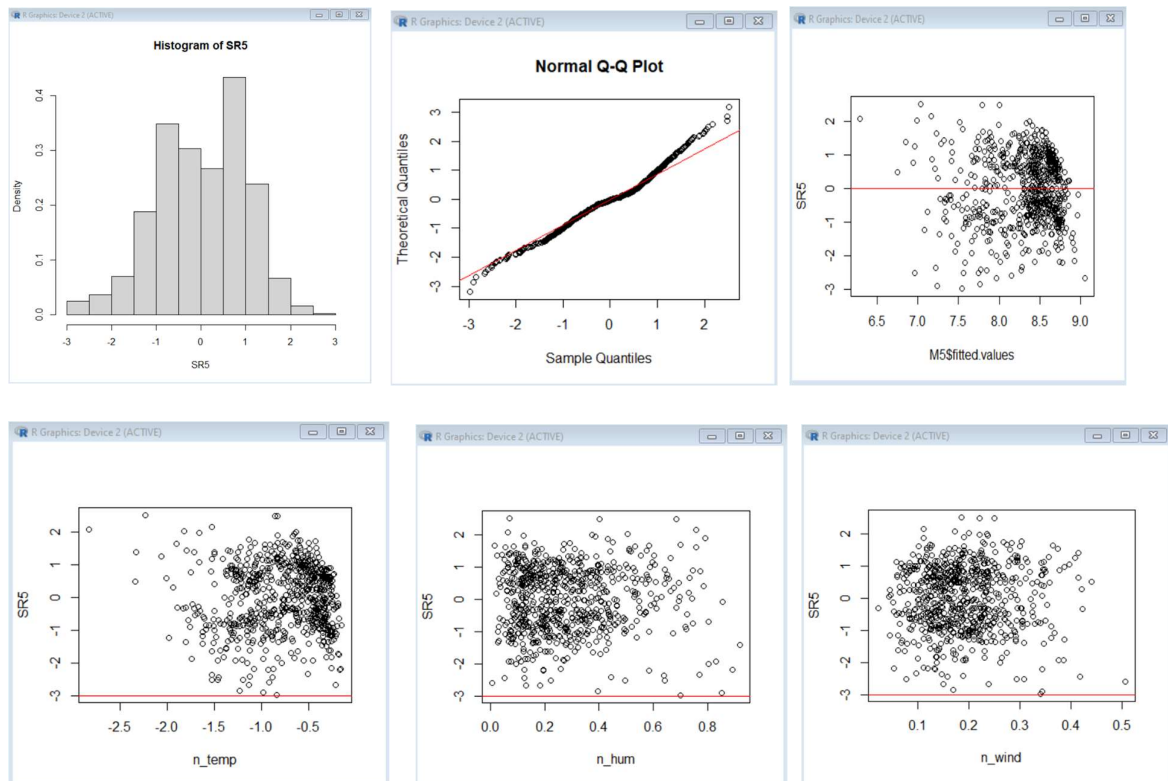 R Graphics: Device 2 (ACTIVE)
Histogram of SR5
Density
0.0 0.1 0.2 0.3 0.4
-3 -2 -1 0 1 2 3
SR5
R Graphics: Device 2 (ACTIVE)
Normal Q-Q Plot
Theoretical Quantiles
-3 -2 -1 0 1 2 3
-3 -2 -1 0 1 2
Sample Quantiles
R Graphics: Device 2 (ACTIVE)
SR5
-3 -2 -1 0 1 2
6.5 7.0 7.5 8.0 8.5 9.0
M5$fitted.values
R Graphics: Device 2 (ACTIVE)
SR5
-3 -2 -1 0 1 2
-2.5 -2.0 -1.5 -1.0 -0.5
n_temp
R Graphics: Device 2 (ACTIVE)
SR5
-3 -2 -1 0 1 2
0.0 0.2 0.4 0.6 0.8
n_hum
R Graphics: Device 2 (ACTIVE)
SR5
-3 -2 -1 0 1 2
0.1 0.2 0.3 0.4 0.5
n_wind